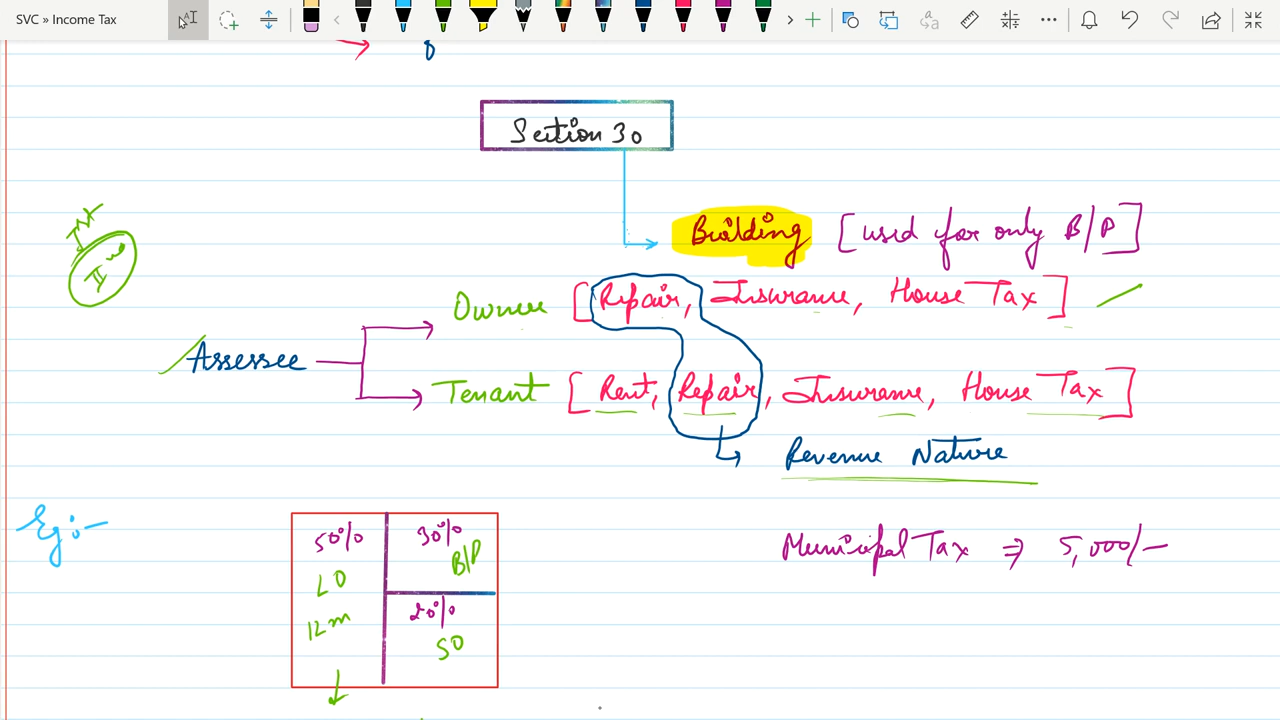 SVC » Income Tax
Section 30
Building [used for only B/P]
Owner [Repair, Insurance, House Tax]
Assessee
Tenant [Rent, Repair, Insurance, House Tax]
Revenue Nature
Eg:-
50% 30%
B/P
LO
20%
12m
SO
Municipal Tax ⇒ 5,000/-